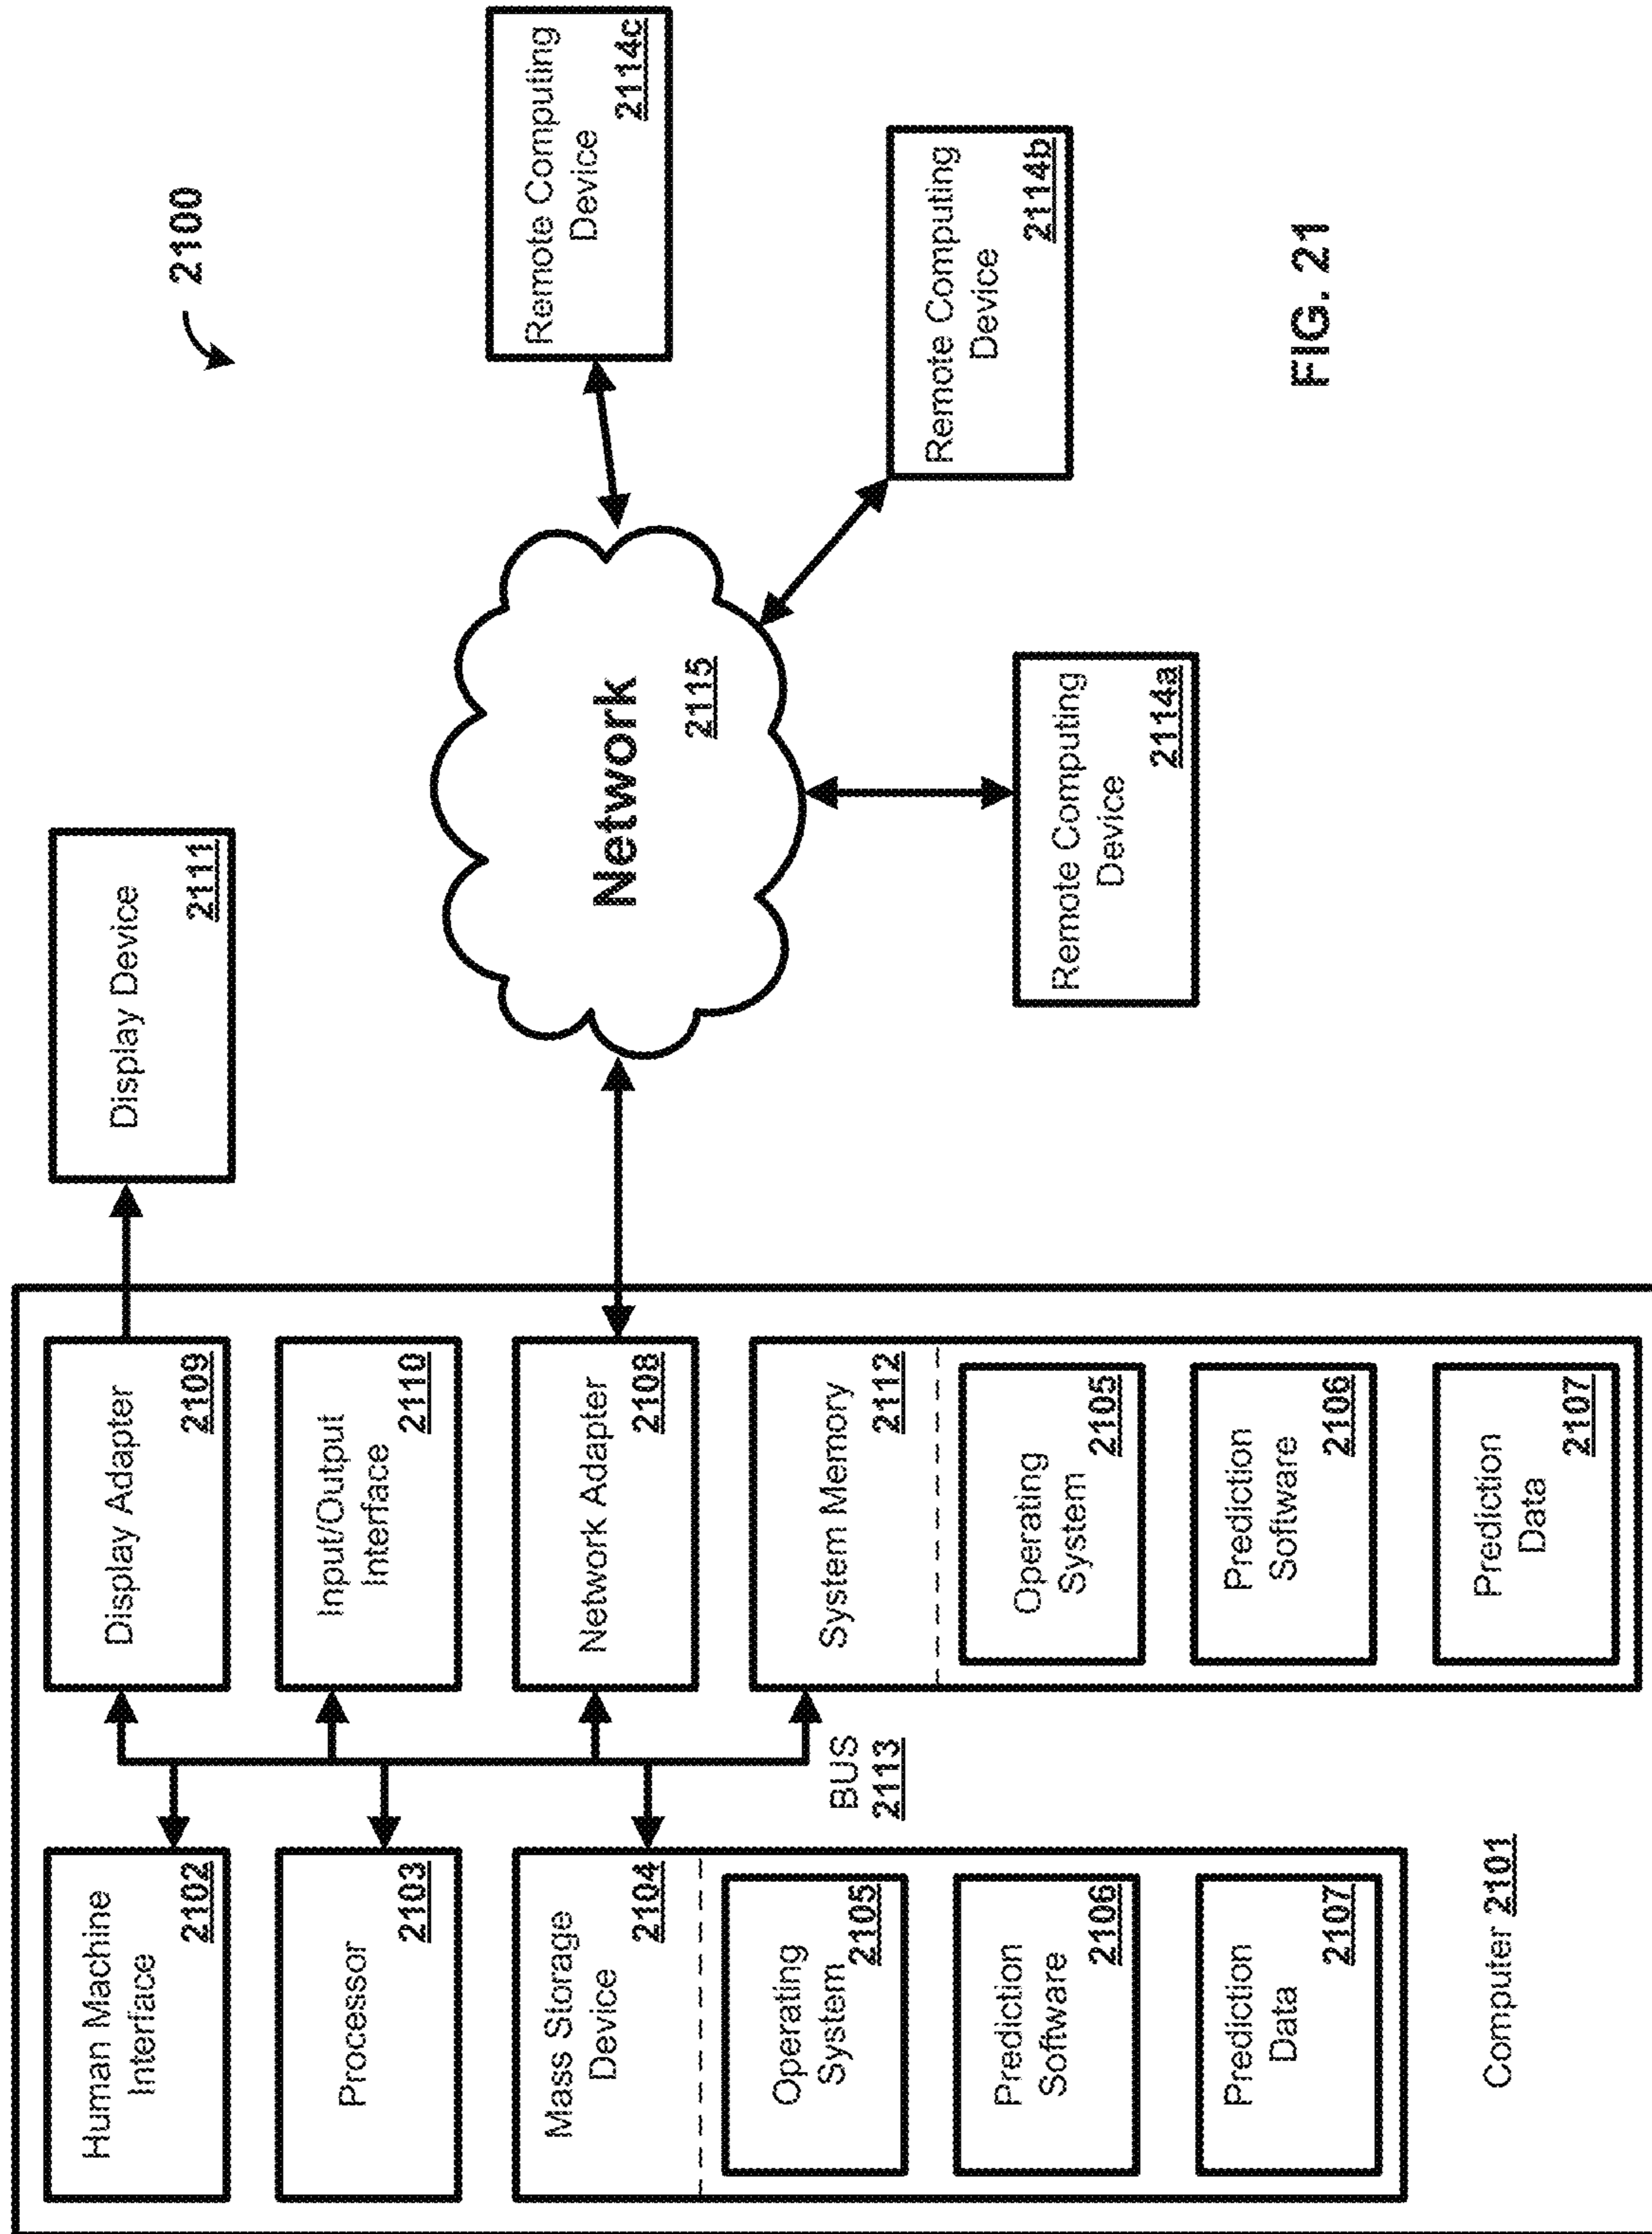 2100
Human Machine
Interface
2102
Processor
2103
Mass Storage
Device
2104
Operating
System
2105
Prediction
Software
2106
Prediction
Data
2107
Computer 2101
BUS
2113
Display Adapter
2109
Input/Output
Interface
2110
Network Adapter
2108
System Memory
2112
Operating
System
2105
Prediction
Software
2106
Prediction
Data
2107
Display Device
2111
Network
2115
Remote Computing
Device
2114a
Remote Computing
Device
2114b
Remote Computing
Device
2114c
FIG. 21